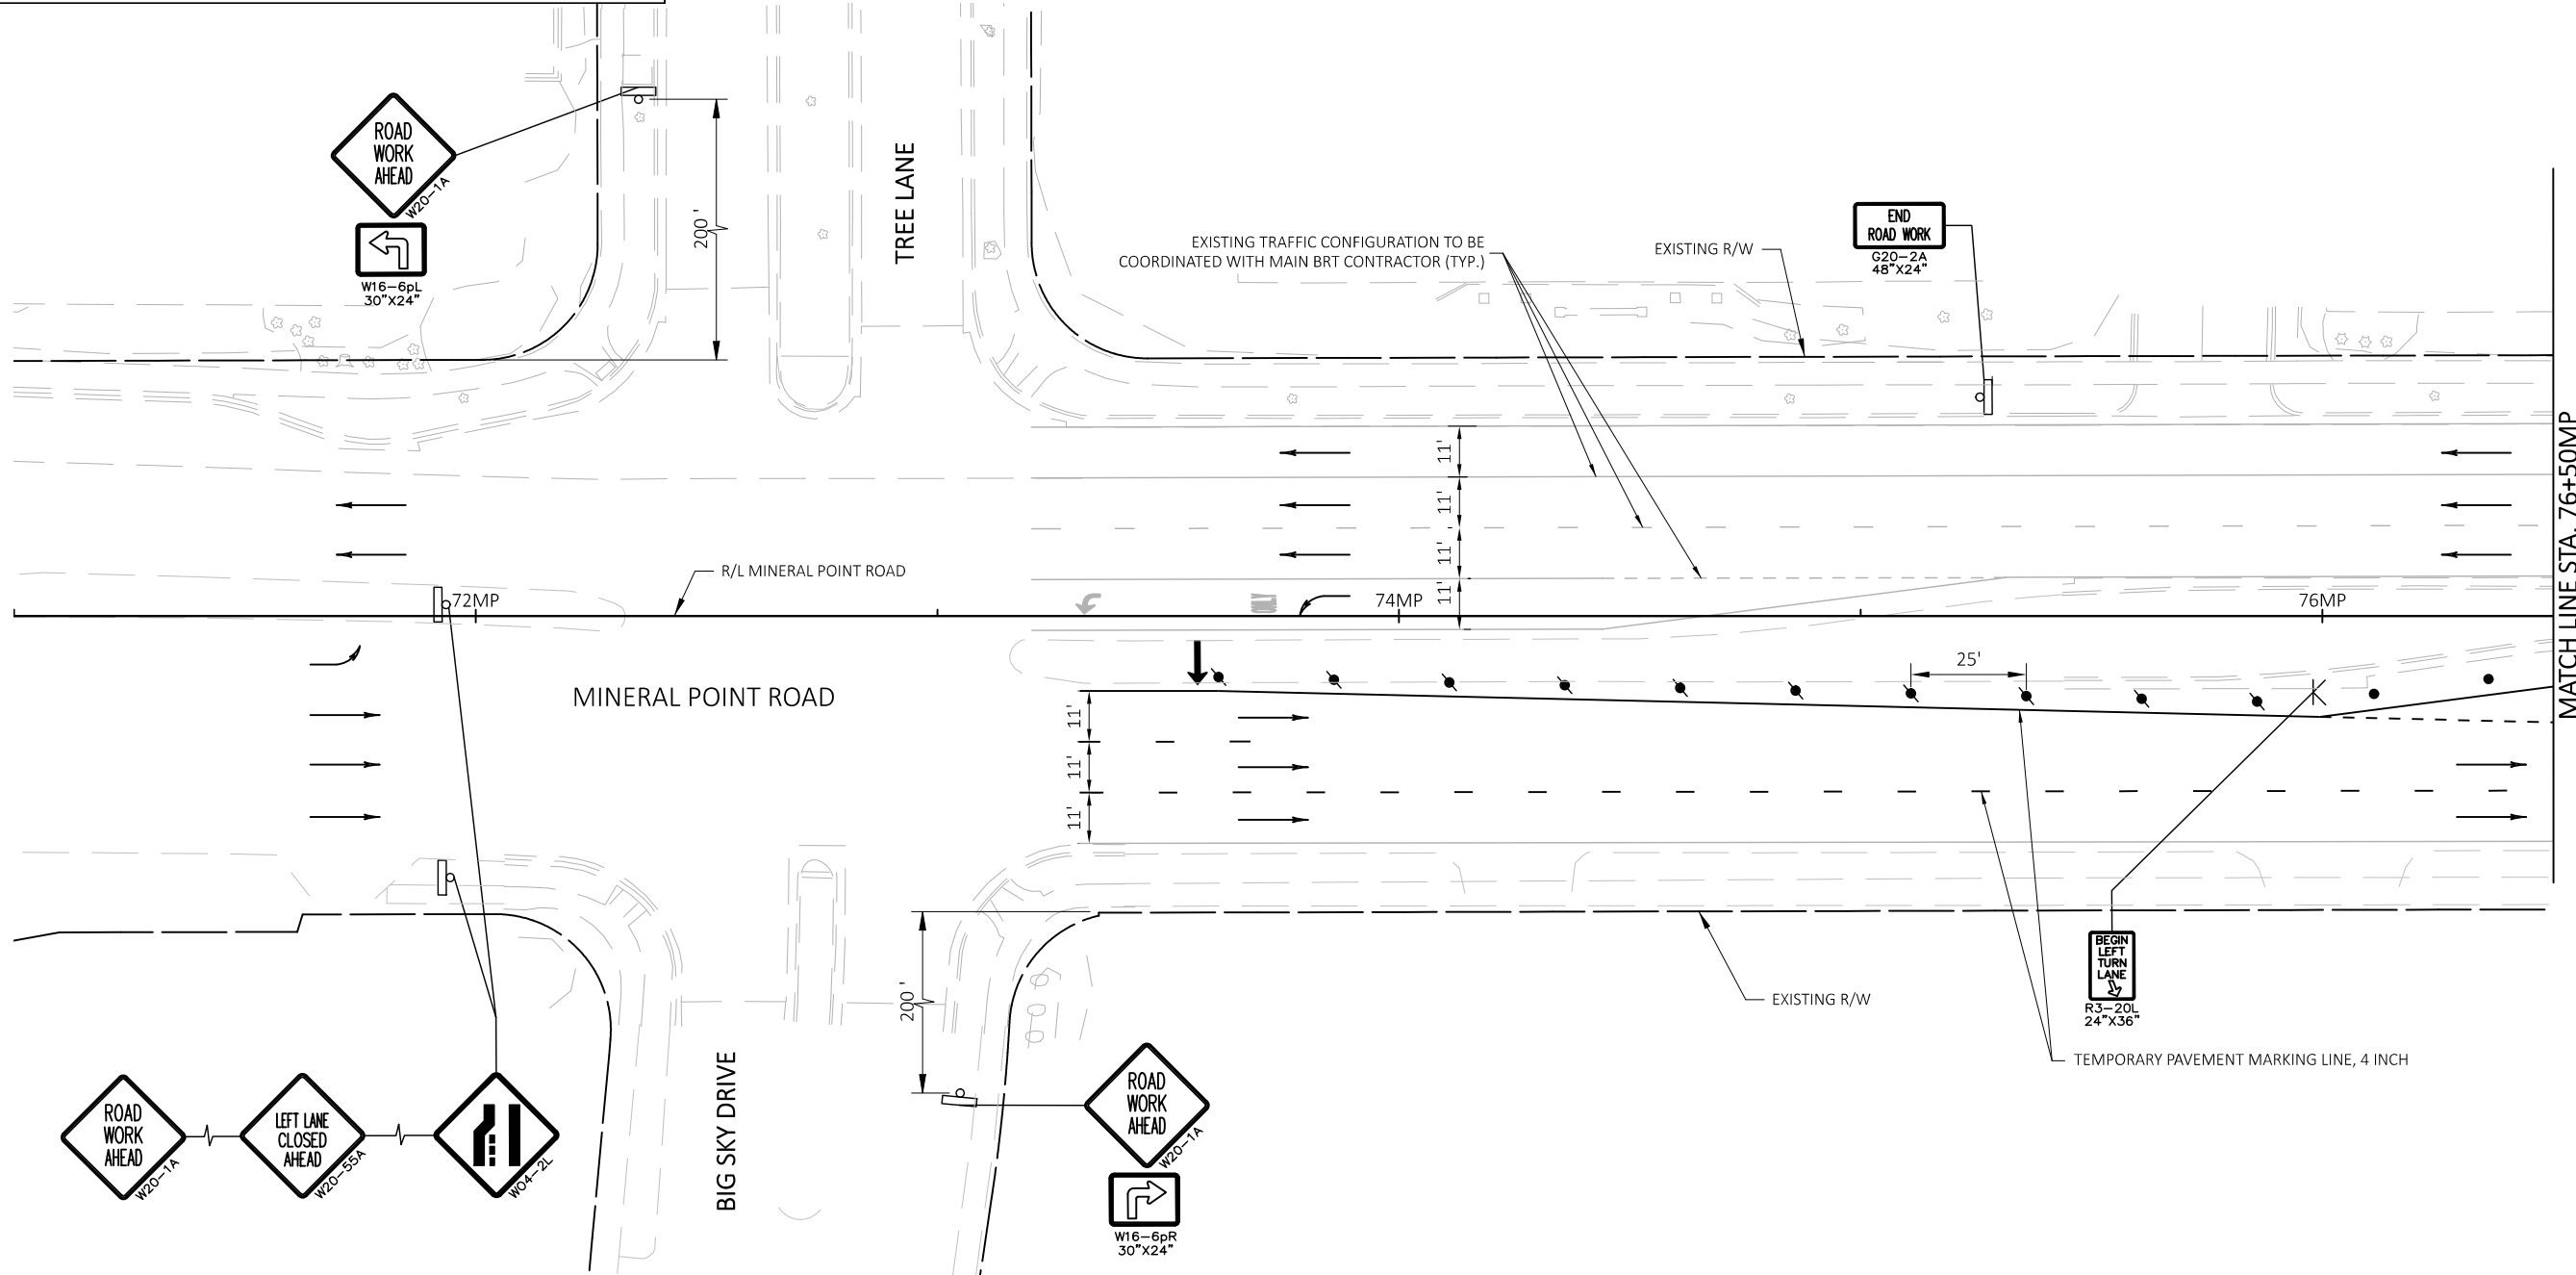 ROAD
WORK
AHEAD
W20-1A
W16-6pL
30"X24"
200 '
TREE LANE
EXISTING TRAFFIC CONFIGURATION TO BE
COORDINATED WITH MAIN BRT CONTRACTOR (TYP.)
EXISTING R/W
END
ROAD WORK
G20-2A
48"X24"
11'
11'
11'
11'
R/L MINERAL POINT ROAD
72MP
74MP
76MP
MATCH LINE STA. 76+50MP
MINERAL POINT ROAD
25'
11'
11'
11'
200 '
EXISTING R/W
BEGIN
LEFT
TURN
LANE
R3-20L
24"X36"
TEMPORARY PAVEMENT MARKING LINE, 4 INCH
BIG SKY DRIVE
ROAD
WORK
AHEAD
W20-1A
LEFT LANE
CLOSED
AHEAD
W20-55A
W04-2L
ROAD
WORK
AHEAD
W20-1A
W16-6pR
30"X24"